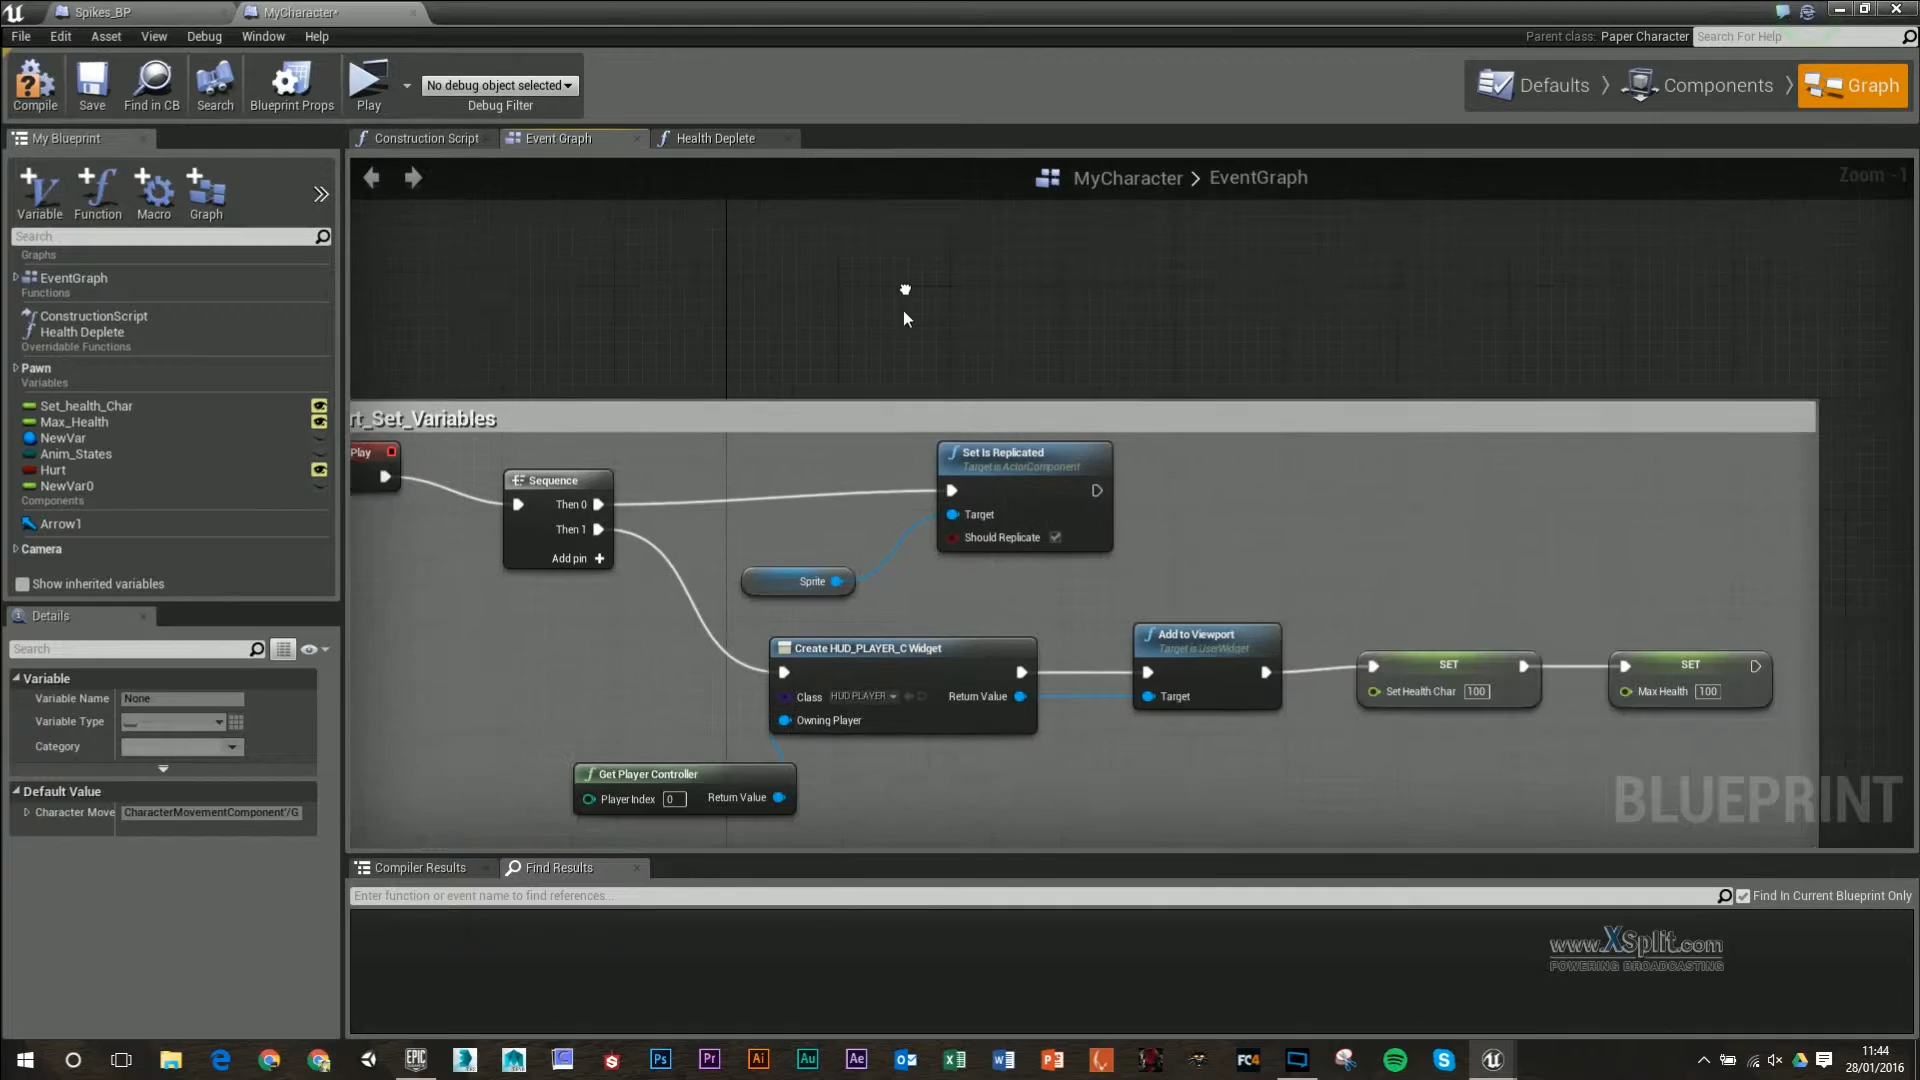 Spikes_BP
MyCharacter*
File Edit Asset View Debug Window Help
Parent class: Paper Character
Search For Help
Compile Save Find in CB Search Blueprint Props Play
No debug object selected
Debug Filter
Defaults Components Graph
My Blueprint
Construction Script Event Graph Health Deplete
MyCharacter > EventGraph
Zoom -1
Variable Function Macro Graph
Search
Graphs
EventGraph
Functions
ConstructionScript
Health Deplete
Overridable Functions
Pawn
Variables
Set_health_Char
Max_Health
NewVar
Anim_States
Hurt
NewVar0
Components
Arrow1
Camera
Show inherited variables
Details
Search
Variable
Variable Name None
Variable Type
Category
Default Value
Character Move CharacterMovementComponent'/G
rt_Set_Variables
Play
Sequence
Then 0
Then 1
Add pin +
Set Is Replicated
Target is ActorComponent
Target
Should Replicate
Sprite
Create HUD_PLAYER_C Widget
Class HUD PLAYER
Return Value
Owning Player
Add to Viewport
Target is UserWidget
Target
SET
Set Health Char 100
SET
Max Health 100
Get Player Controller
Player Index 0
Return Value
BLUEPRINT
Compiler Results Find Results
Enter function or event name to find references...
Find In Current Blueprint Only
www.XSplit.com
POWERING BROADCASTING
EPIC
Ps Pr Ai Au Ae
FC4
11:44
28/01/2016